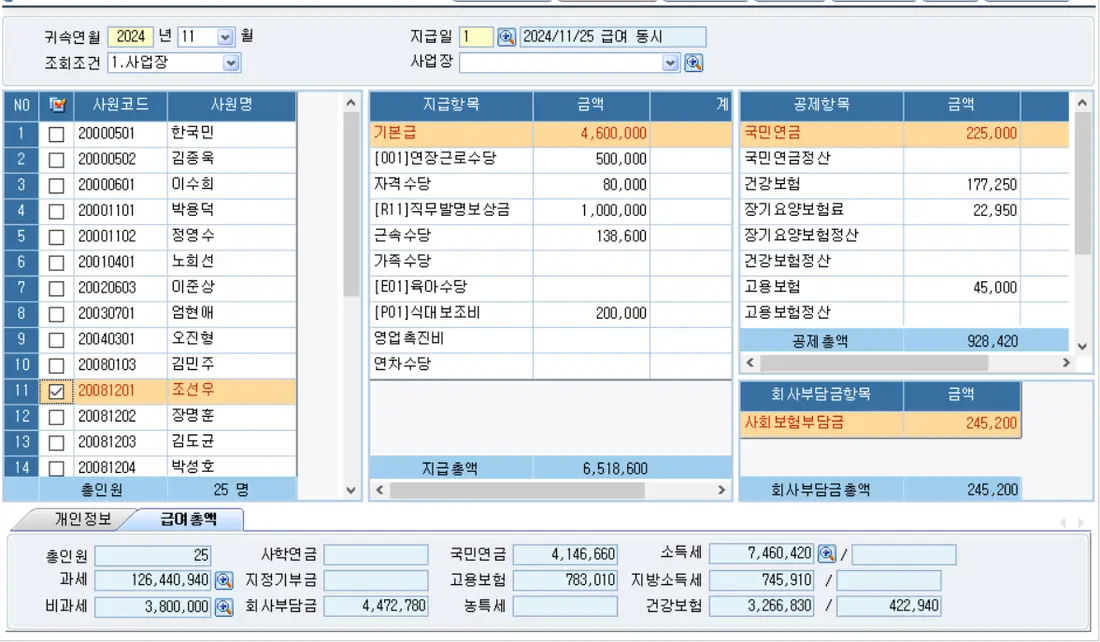 귀속연월 2024 년 11 월 지급일 1 2024/11/25 급여 동시
조회조건 1.사업장 사업장
NO 사원코드 사원명
1 20000501 한국민
2 20000502 김종욱
3 20000601 이수희
4 20001101 박용덕
5 20001102 정영수
6 20010401 노희선
7 20020603 이준상
8 20030701 엄현애
9 20040301 오진형
10 20080103 김민주
11 20081201 조선우
12 20081202 장명훈
13 20081203 김도균
14 20081204 박성호
총인원 25 명
지급항목 금액 계
기본급 4,600,000
[001]연장근로수당 500,000
자격수당 80,000
[R11]직무발명보상금 1,000,000
근속수당 138,600
가족수당
[E01]육아수당
[P01]식대보조비 200,000
영업촉진비
연차수당
지급총액 6,518,600
공제항목 금액
국민연금 225,000
국민연금정산
건강보험 177,250
장기요양보험료 22,950
장기요양보험정산
건강보험정산
고용보험 45,000
고용보험정산
공제총액 928,420
회사부담금항목 금액
사회보험부담금 245,200
회사부담금총액 245,200
개인정보 급여총액
총인원 25 사학연금 국민연금 4,146,660 소득세 7,460,420 /
과세 126,440,940 지정기부금 고용보험 783,010 지방소득세 745,910 /
비과세 3,800,000 회사부담금 4,472,780 농특세 건강보험 3,266,830 / 422,940